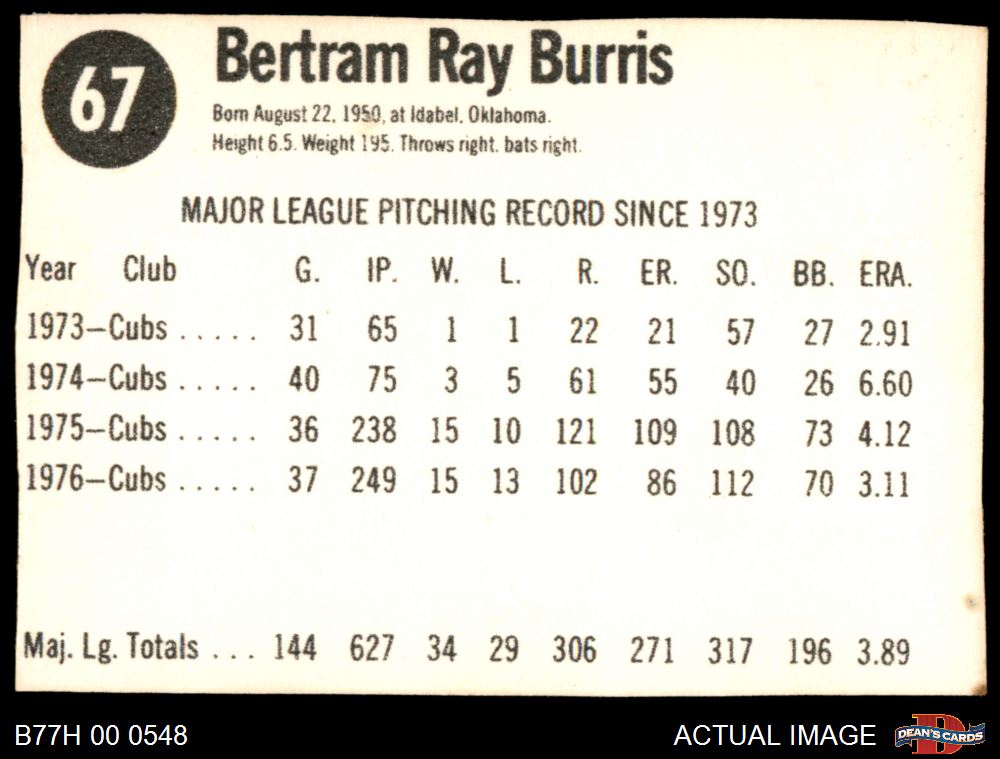 67
Bertram Ray Burris
Born August 22, 1950, at Idabel, Oklahoma.
Height 6.5. Weight 195. Throws right, bats right.
MAJOR LEAGUE PITCHING RECORD SINCE 1973
Year Club G. IP. W. L. R. ER. SO. BB. ERA.
1973–Cubs ..... 31 65 1 1 22 21 57 27 2.91
1974–Cubs ..... 40 75 3 5 61 55 40 26 6.60
1975–Cubs ..... 36 238 15 10 121 109 108 73 4.12
1976–Cubs ..... 37 249 15 13 102 86 112 70 3.11
Maj. Lg. Totals ... 144 627 34 29 306 271 317 196 3.89
B77H 00 0548
ACTUAL IMAGE
D
DEAN'S CARDS